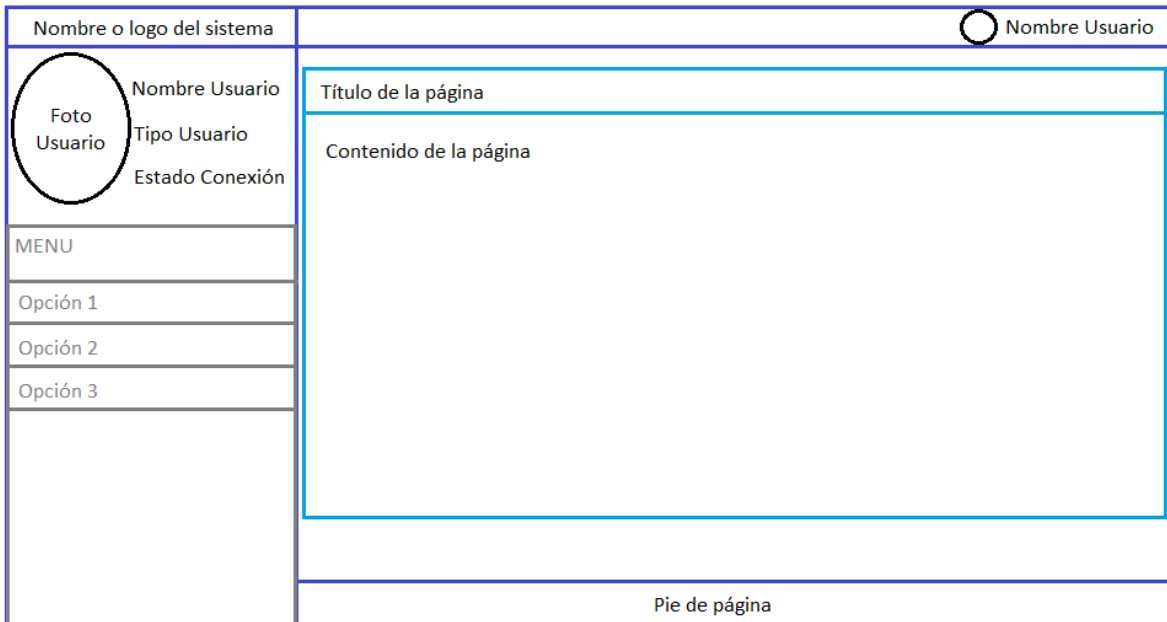 Nombre o logo del sistema
Nombre Usuario
Foto
Usuario
Nombre Usuario
Tipo Usuario
Estado Conexión
MENU
Opción 1
Opción 2
Opción 3
Título de la página
Contenido de la página
Pie de página